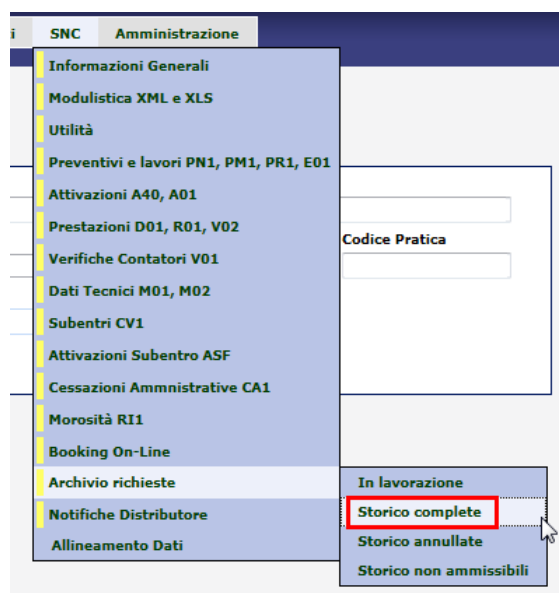 i SNC Amministrazione
Informazioni Generali
Modulistica XML e XLS
Utilità
Preventivi e lavori PN1, PM1, PR1, E01
Attivazioni A40, A01
Prestazioni D01, R01, V02
Codice Pratica
Verifiche Contatori V01
Dati Tecnici M01, M02
Subentri CV1
Attivazioni Subentro ASF
Cessazioni Ammnistrative CA1
Morosità RI1
Booking On-Line
Archivio richieste
In lavorazione
Storico complete
Notifiche Distributore
Storico annullate
Allineamento Dati
Storico non ammissibili